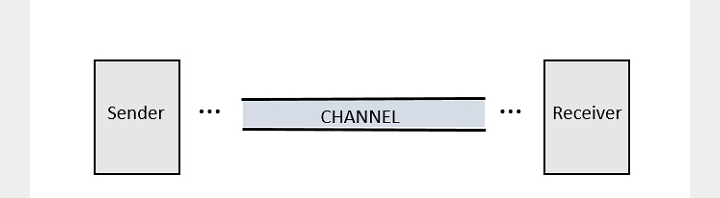 Sender ... CHANNEL ... Receiver